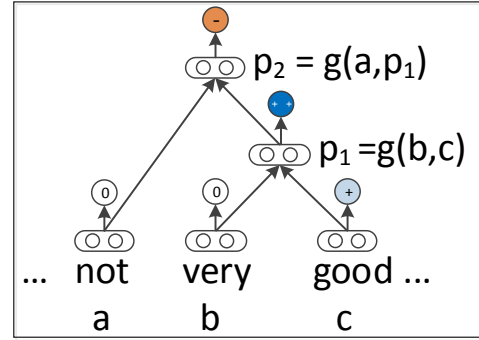 -
p₂ = g(a,p₁)
+ +
p₁ =g(b,c)
0 0 +
... not very good ...
a b c